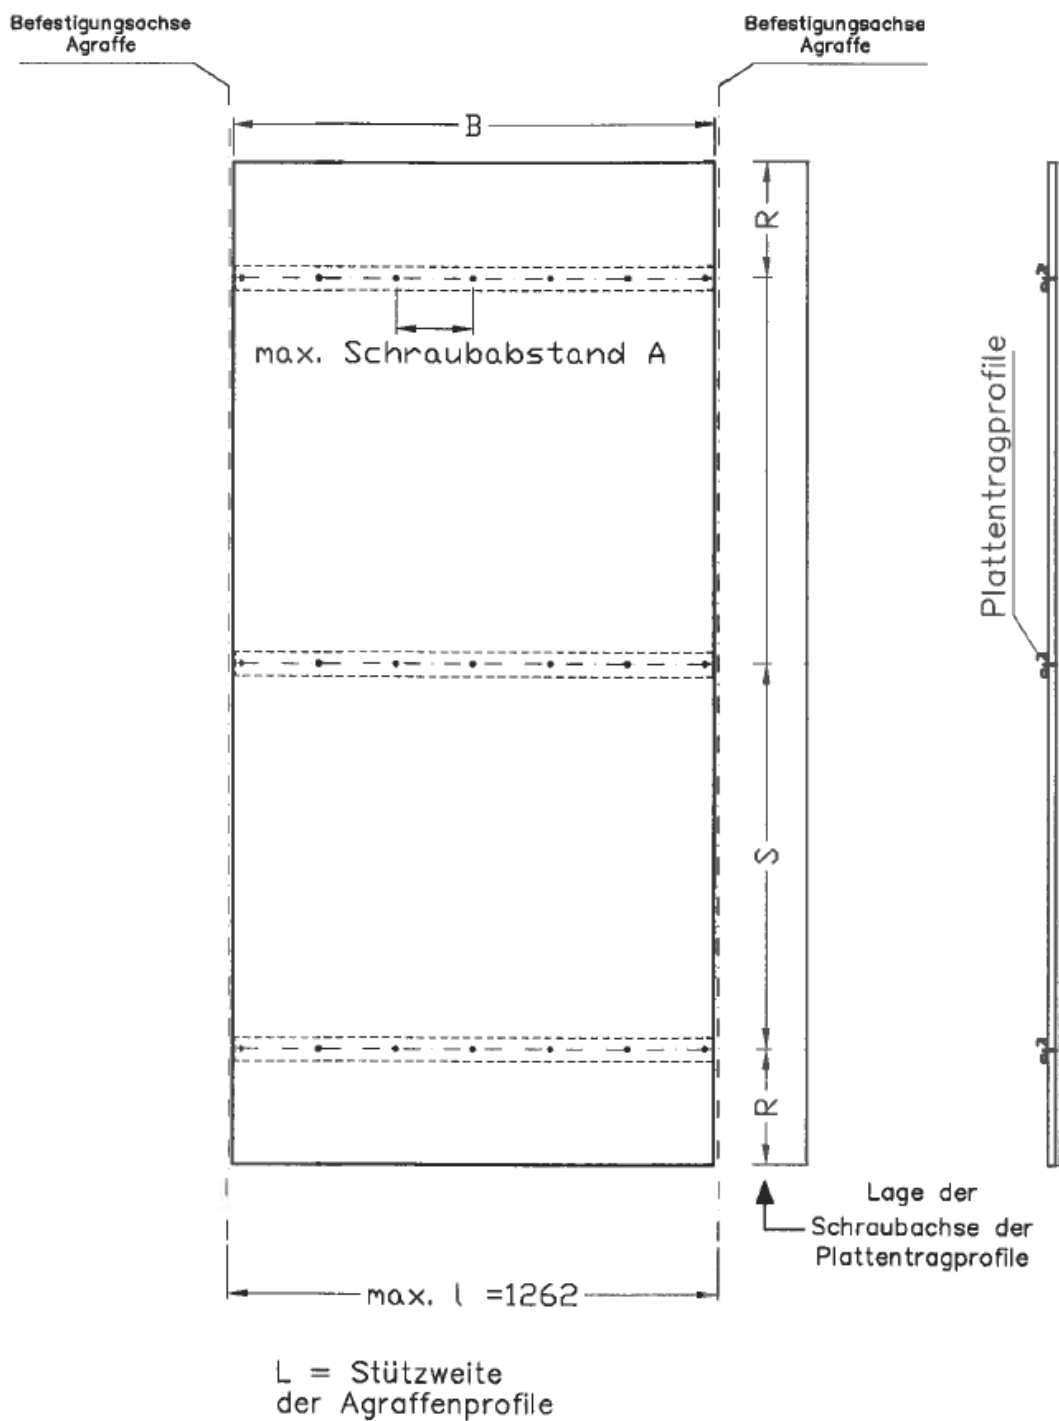 Befestigungsachse
Agraffe
Befestigungsachse
Agraffe
B
R
max. Schraubabstand A
Plattentragprofile
S
R
Lage der
Schraubachse der
Plattentragprofile
max. l =1262
L = Stützweite
der Agraffenprofile